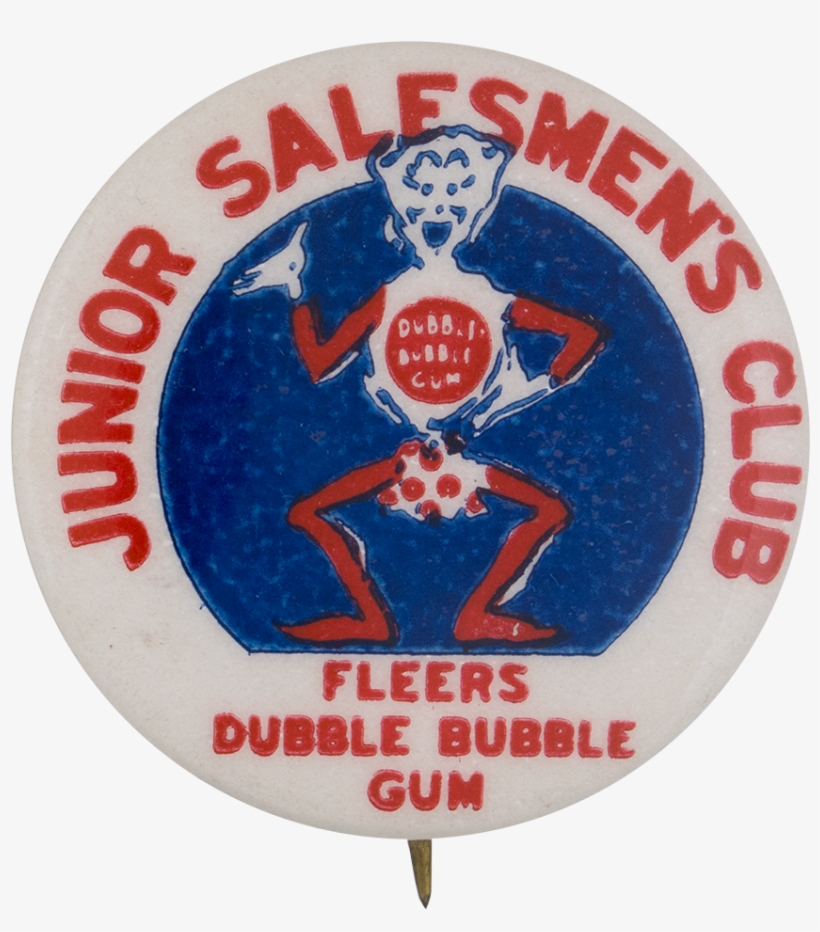 JUNIOR SALESMEN'S CLUB
DUBBLE-
BUBBLE
GUM
FLEERS
DUBBLE BUBBLE
GUM